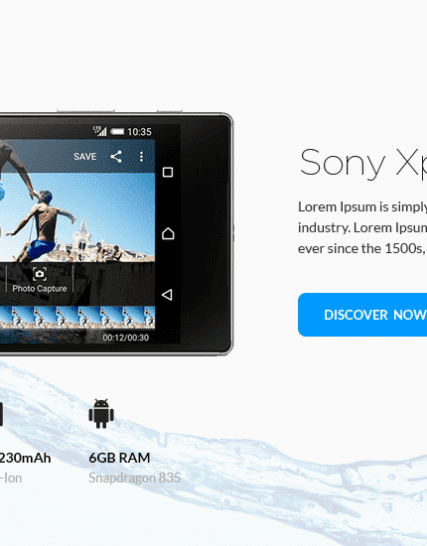 LTE
10:35
SAVE
Photo Capture
00:12/00:30
Sony Xp
Lorem Ipsum is simply
industry. Lorem Ipsum
ever since the 1500s,
DISCOVER NOW
230mAh
6GB RAM
-Ion
Snapdragon 835